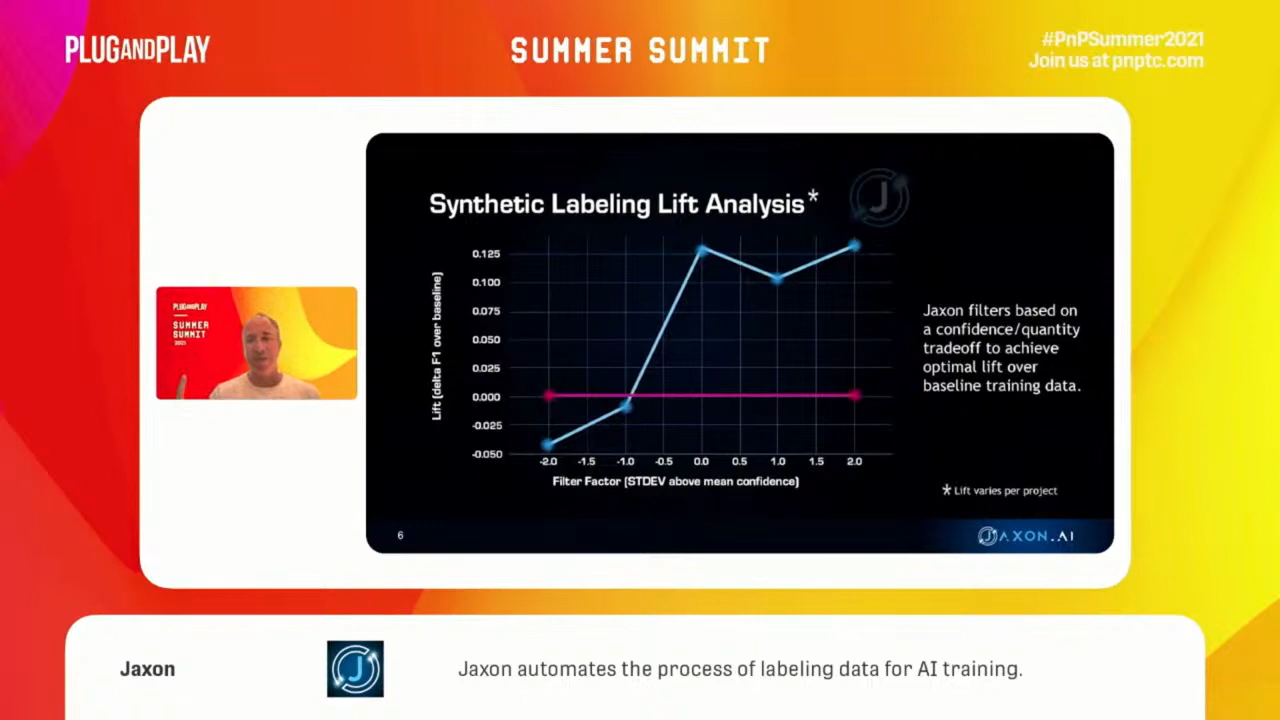 PLUGANDPLAY
SUMMER SUMMIT
#PnPSummer2021
Join us at pnptc.com
PLUGANDPLAY
SUMMER
SUMMIT
2021
Synthetic Labeling Lift Analysis*
J
Lift (delta F1 over baseline)
0.125
0.100
0.075
0.050
0.025
0.000
-0.025
-0.050
-2.0 -1.5 -1.0 -0.5 0.0 0.5 1.0 1.5 2.0
Filter Factor (STDEV above mean confidence)
Jaxon filters based on
a confidence/quantity
tradeoff to achieve
optimal lift over
baseline training data.
* Lift varies per project
6
JAXON.AI
Jaxon
J
Jaxon automates the process of labeling data for AI training.